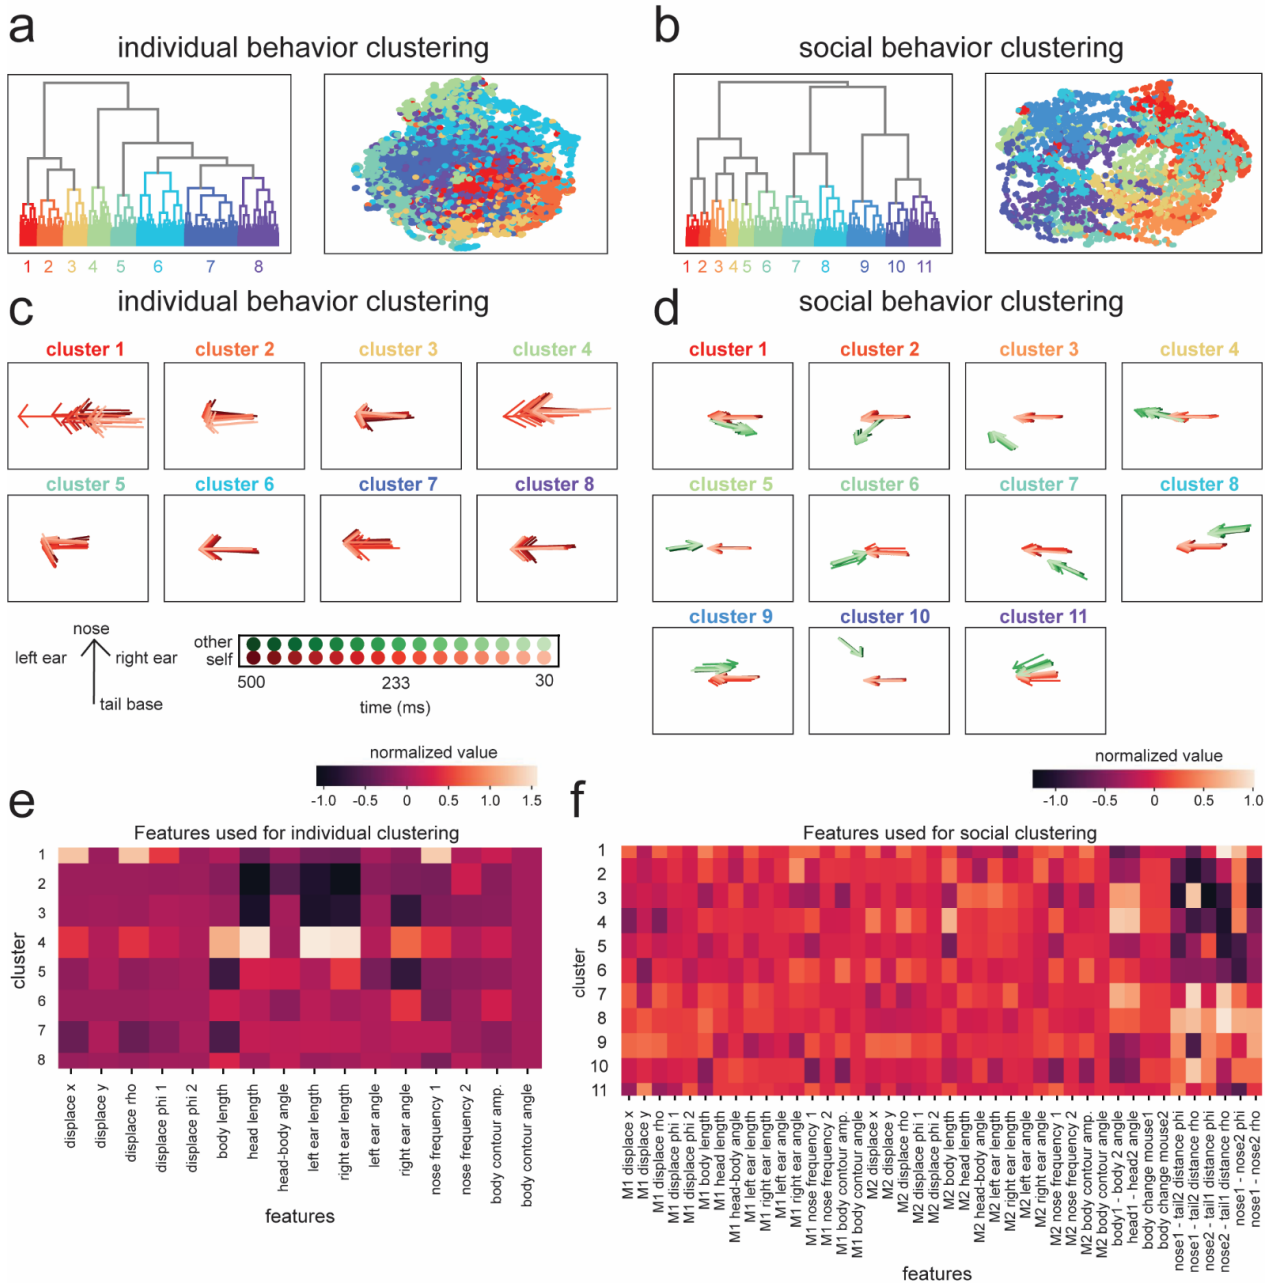 a
individual behavior clustering
1 2 3 4 5 6 7 8
b
social behavior clustering
1 2 3 4 5 6 7 8 9 10 11
c
individual behavior clustering
cluster 1
cluster 2
cluster 3
cluster 4
cluster 5
cluster 6
cluster 7
cluster 8
nose
left ear
right ear
tail base
other
self
500
233
30
time (ms)
d
social behavior clustering
cluster 1
cluster 2
cluster 3
cluster 4
cluster 5
cluster 6
cluster 7
cluster 8
cluster 9
cluster 10
cluster 11
e
normalized value
-1.0 -0.5 0 0.5 1.0 1.5
Features used for individual clustering
cluster
1
2
3
4
5
6
7
8
displace x
displace y
displace rho
displace phi 1
displace phi 2
body length
head length
head-body angle
left ear length
right ear length
left ear angle
right ear angle
nose frequency 1
nose frequency 2
body contour amp.
body contour angle
features
f
normalized value
-1.0 -0.5 0 0.5 1.0
Features used for social clustering
cluster
1
2
3
4
5
6
7
8
9
10
11
M1 displace x
M1 displace y
M1 displace rho
M1 displace phi 1
M1 displace phi 2
M1 body length
M1 head length
M1 head-body angle
M1 left ear length
M1 right ear length
M1 left ear angle
M1 right ear angle
M1 nose frequency 1
M1 nose frequency 2
M1 body contour amp.
M1 body contour angle
M2 displace x
M2 displace y
M2 displace rho
M2 displace phi 1
M2 displace phi 2
M2 body length
M2 head length
M2 head-body angle
M2 left ear length
M2 right ear length
M2 left ear angle
M2 right ear angle
M2 nose frequency 1
M2 nose frequency 2
M2 body contour amp.
M2 body contour angle
body1 - body 2 angle
head1 - head2 angle
body change mouse1
body change mouse2
nose1 - tail2 distance phi
nose1 - tail2 distance rho
nose2 - tail1 distance phi
nose2 - tail1 distance rho
nose1 - nose2 phi
nose1 - nose2 rho
features